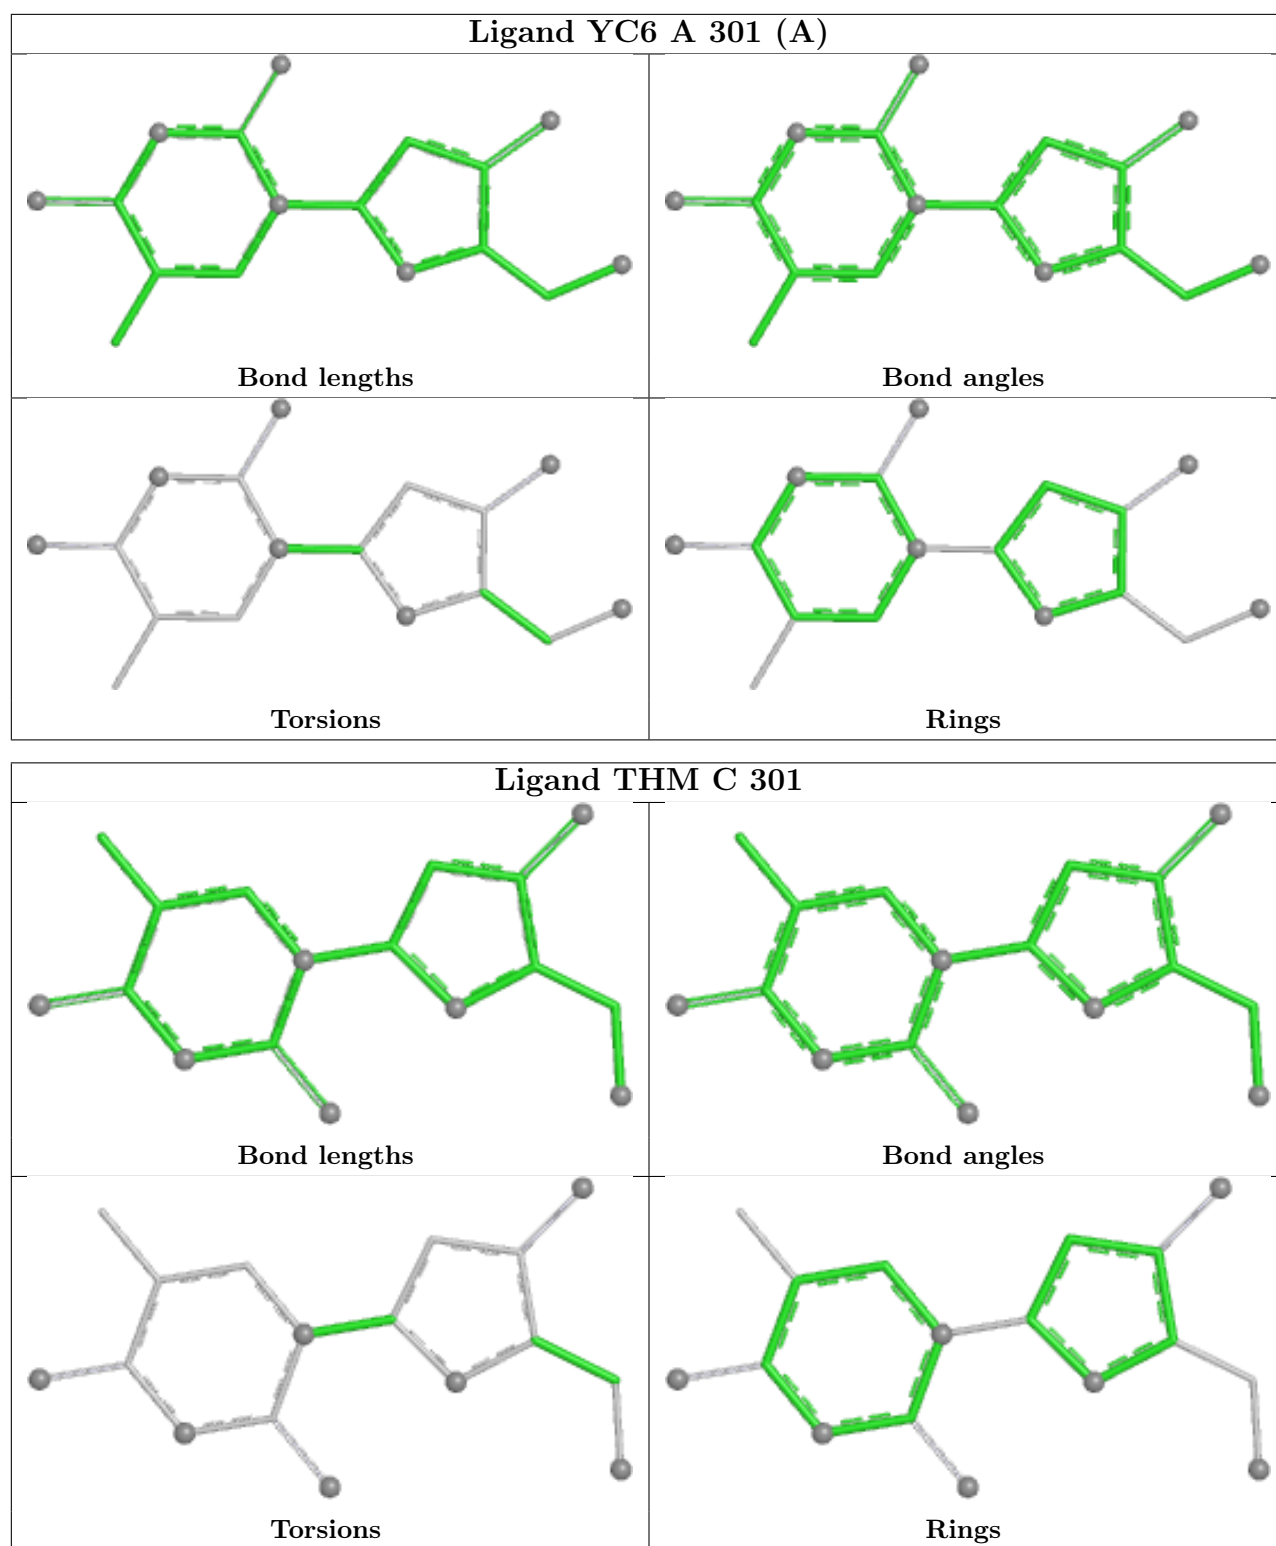 Ligand YC6 A 301 (A)
Bond lengths
Bond angles
Torsions
Rings
Ligand THM C 301
Bond lengths
Bond angles
Torsions
Rings